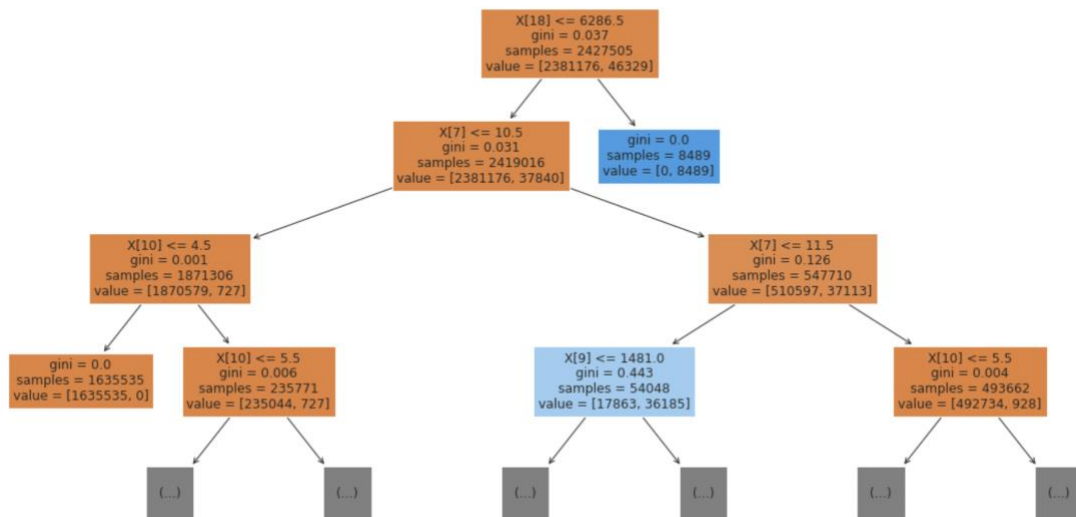 X[18] <= 6286.5
gini = 0.037
samples = 2427505
value = [2381176, 46329]
X[7] <= 10.5
gini = 0.031
samples = 2419016
value = [2381176, 37840]
gini = 0.0
samples = 8489
value = [0, 8489]
X[10] <= 4.5
gini = 0.001
samples = 1871306
value = [1870579, 727]
X[7] <= 11.5
gini = 0.126
samples = 547710
value = [510597, 37113]
gini = 0.0
samples = 1635535
value = [1635535, 0]
X[10] <= 5.5
gini = 0.006
samples = 235771
value = [235044, 727]
X[9] <= 1481.0
gini = 0.443
samples = 54048
value = [17863, 36185]
X[10] <= 5.5
gini = 0.004
samples = 493662
value = [492734, 928]
(...)
(...)
(...)
(...)
(...)
(...)